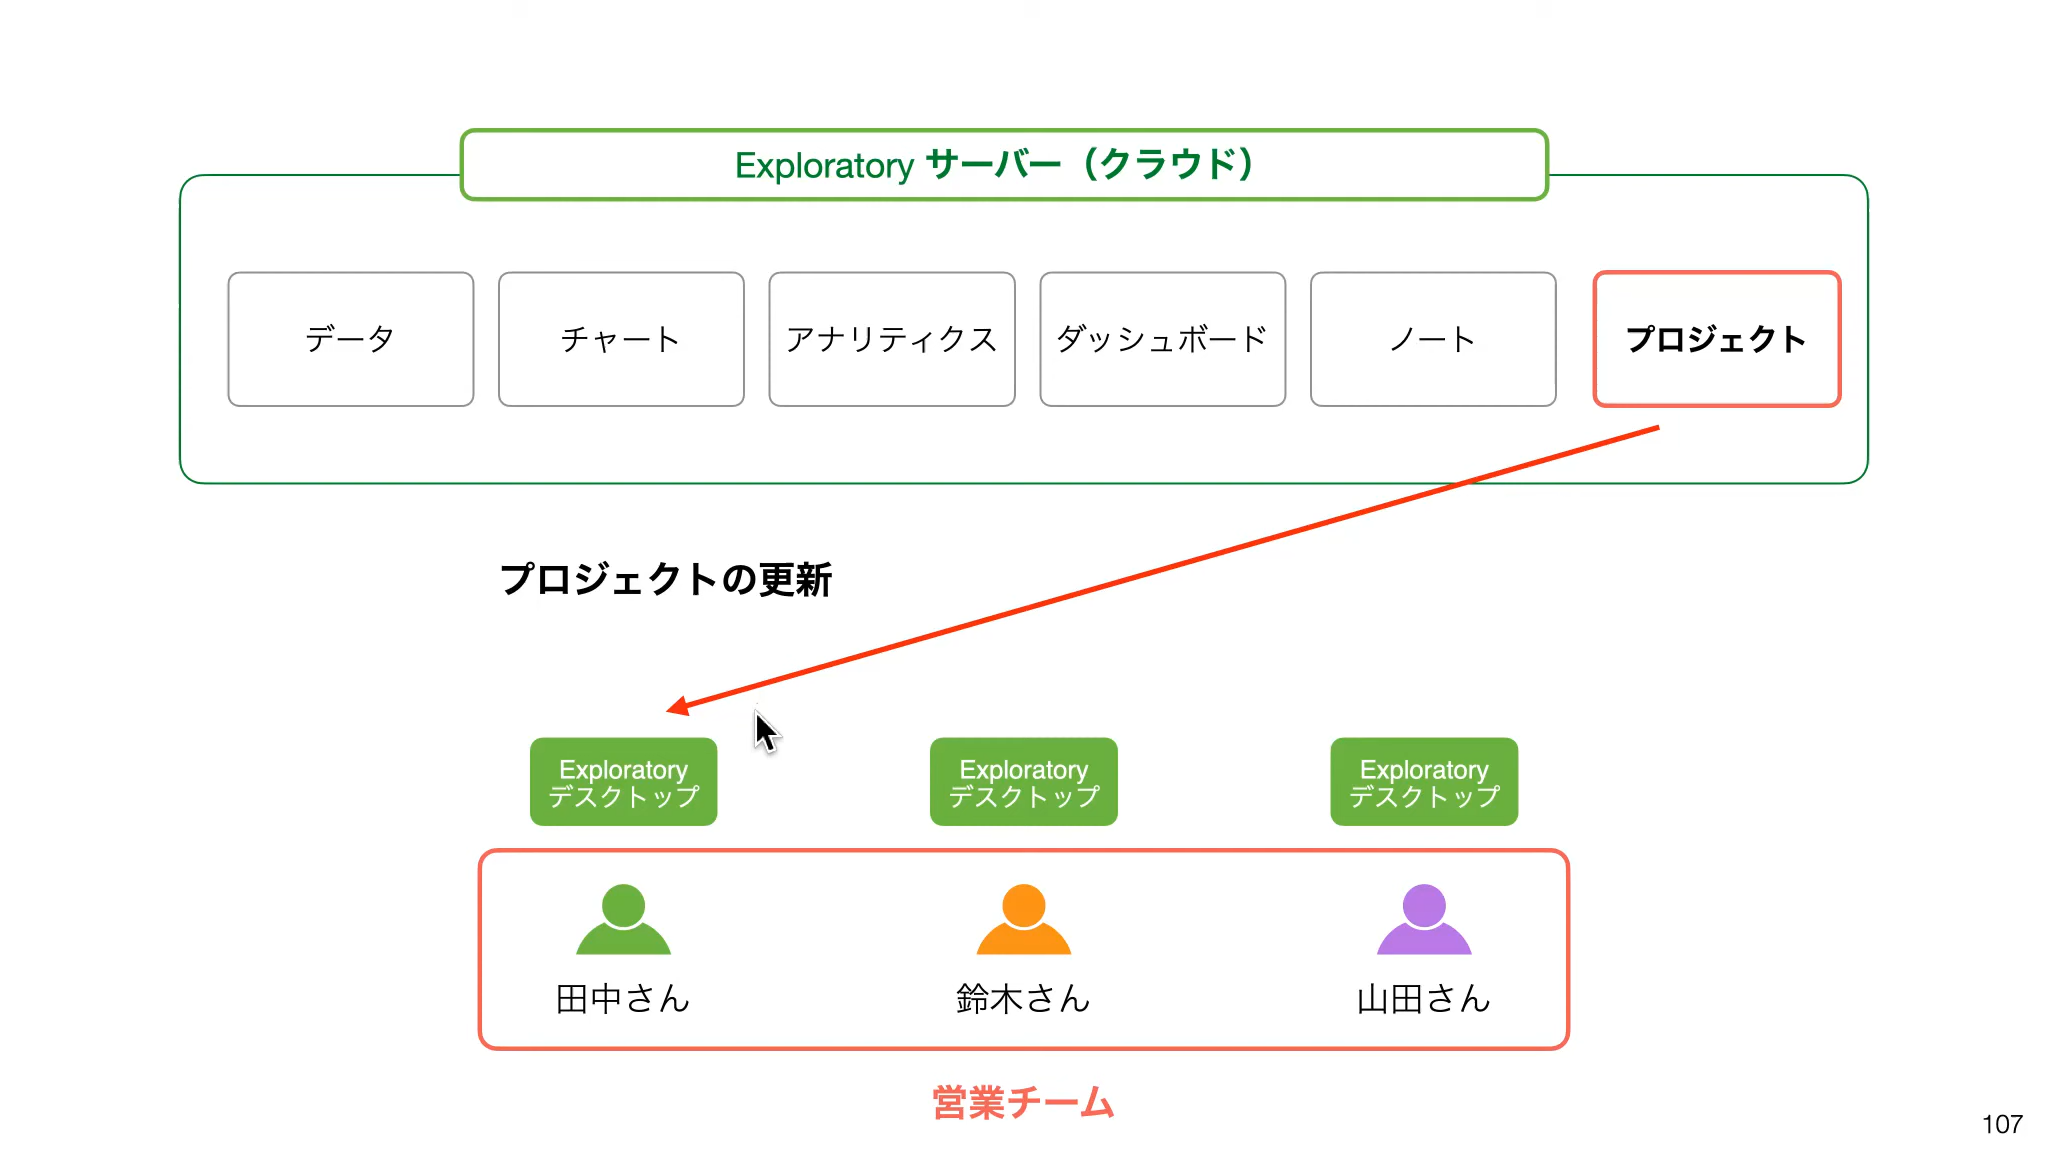 Exploratory サーバー（クラウド）
データ
チャート
アナリティクス
ダッシュボード
ノート
プロジェクト
プロジェクトの更新
Exploratory
デスクトップ
Exploratory
デスクトップ
Exploratory
デスクトップ
田中さん
鈴木さん
山田さん
営業チーム
107